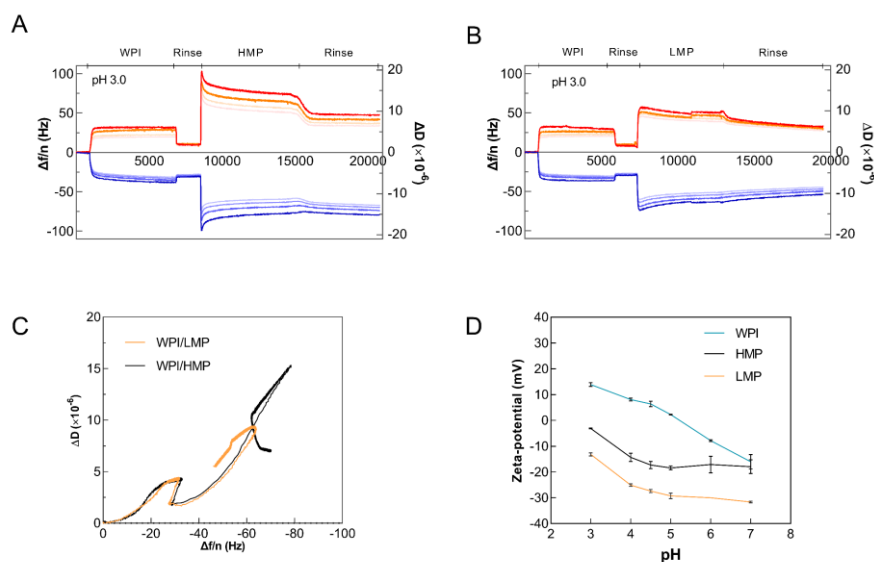 A
WPI Rinse HMP Rinse
pH 3.0
Δf/n (Hz)
100
50
0
-50
-100
5000 10000 15000 20000
20
10
0
-10
-20
ΔD (×10⁻⁶)
B
WPI Rinse LMP Rinse
pH 3.0
Δf/n (Hz)
100
50
0
-50
-100
5000 10000 15000 20000
20
10
0
-10
-20
ΔD (×10⁻⁶)
C
WPI/LMP
WPI/HMP
ΔD (×10⁻⁶)
20
15
10
5
0
0 -20 -40 -60 -80 -100
Δf/n (Hz)
D
WPI
HMP
LMP
Zeta-potential (mV)
40
30
20
10
0
-10
-20
-30
-40
2 3 4 5 6 7 8
pH